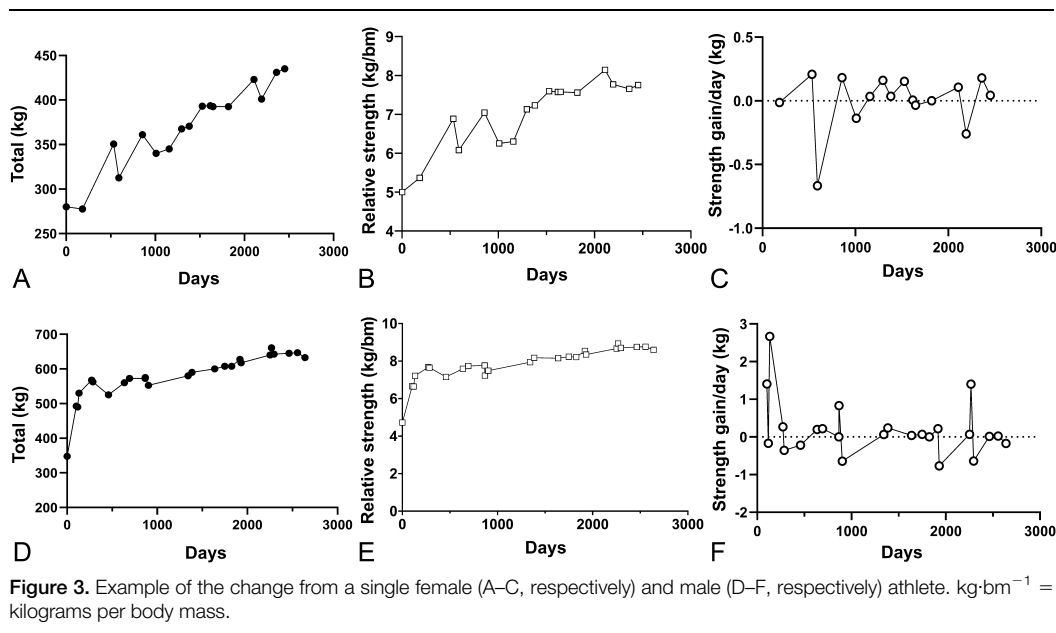 450
400
350
300
250
Total (kg)
0
1000
2000
3000
Days
A
9
8
7
6
5
4
Relative strength (kg/bm)
0
1000
2000
3000
Days
B
0.5
0.0
-0.5
-1.0
Strength gain/day (kg)
0
1000
2000
3000
Days
C
700
600
500
400
300
200
Total (kg)
0
1000
2000
3000
Days
D
10
8
6
4
2
0
Relative strength (kg/bm)
0
1000
2000
3000
Days
E
3
2
1
0
-1
-2
Strength gain/day (kg)
0
1000
2000
3000
Days
F
Figure 3. Example of the change from a single female (A–C, respectively) and male (D–F, respectively) athlete. kg·bm⁻¹ =
kilograms per body mass.